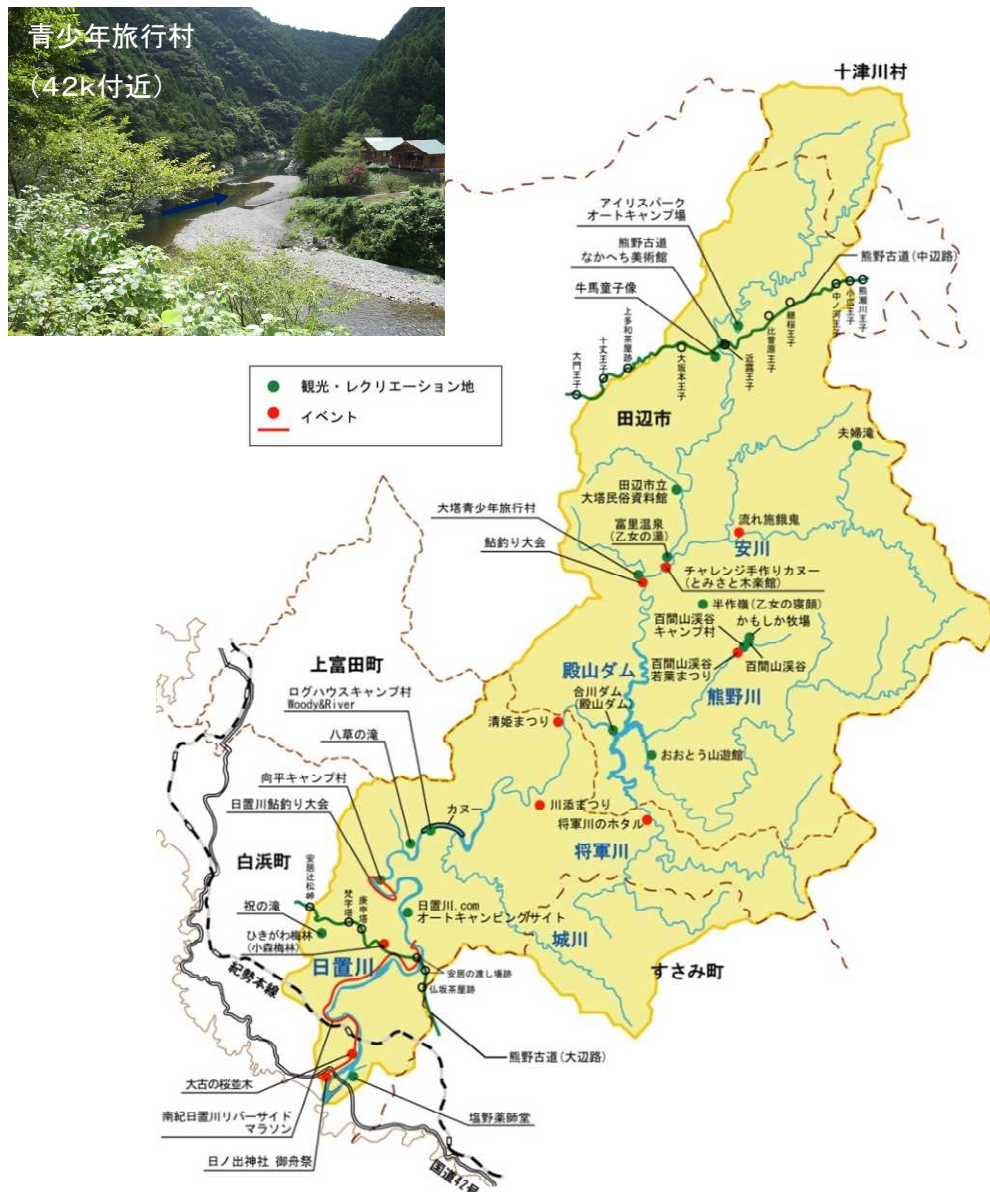 青少年旅行村
(42k付近)
十津川村
アイリスパーク
オートキャンプ場
熊野古道
なかへち美術館
牛馬童子像
熊野古道(中辺路)
大門王子
十丈王子
上多和茶屋跡
大坂本王子
近露王子
比曽原王子
継桜王子
中ノ河王子
小広王子
熊瀬川王子
観光・レクリエーション地
イベント
田辺市
夫婦滝
田辺市立
大塔民俗資料館
大塔青少年旅行村
富里温泉
(乙女の湯)
流れ施餓鬼
安川
鮎釣り大会
チャレンジ手作りカヌー
(とみさと木楽館)
半作嶺(乙女の寝顔)
百間山渓谷
キャンプ村
かもしか牧場
百間山渓谷
若葉まつり
百間山渓谷
上富田町
殿山ダム
熊野川
ログハウスキャンプ村
Woody&River
合川ダム
(殿山ダム)
清姫まつり
八草の滝
おおとう山遊館
向平キャンプ村
カヌー
川添まつり
日置川鮎釣り大会
将軍川のホタル
将軍川
白浜町
安居辻松峠
梵字塔
庚申塔
日置川.com
オートキャンピングサイト
祝の滝
ひきがわ梅林
(小森梅林)
城川
日置川
安居の渡し場跡
すさみ町
仏坂茶屋跡
紀勢本線
熊野古道(大辺路)
大古の桜並木
南紀日置川リバーサイド
マラソン
塩野薬師堂
日ノ出神社 御舟祭
国道42号